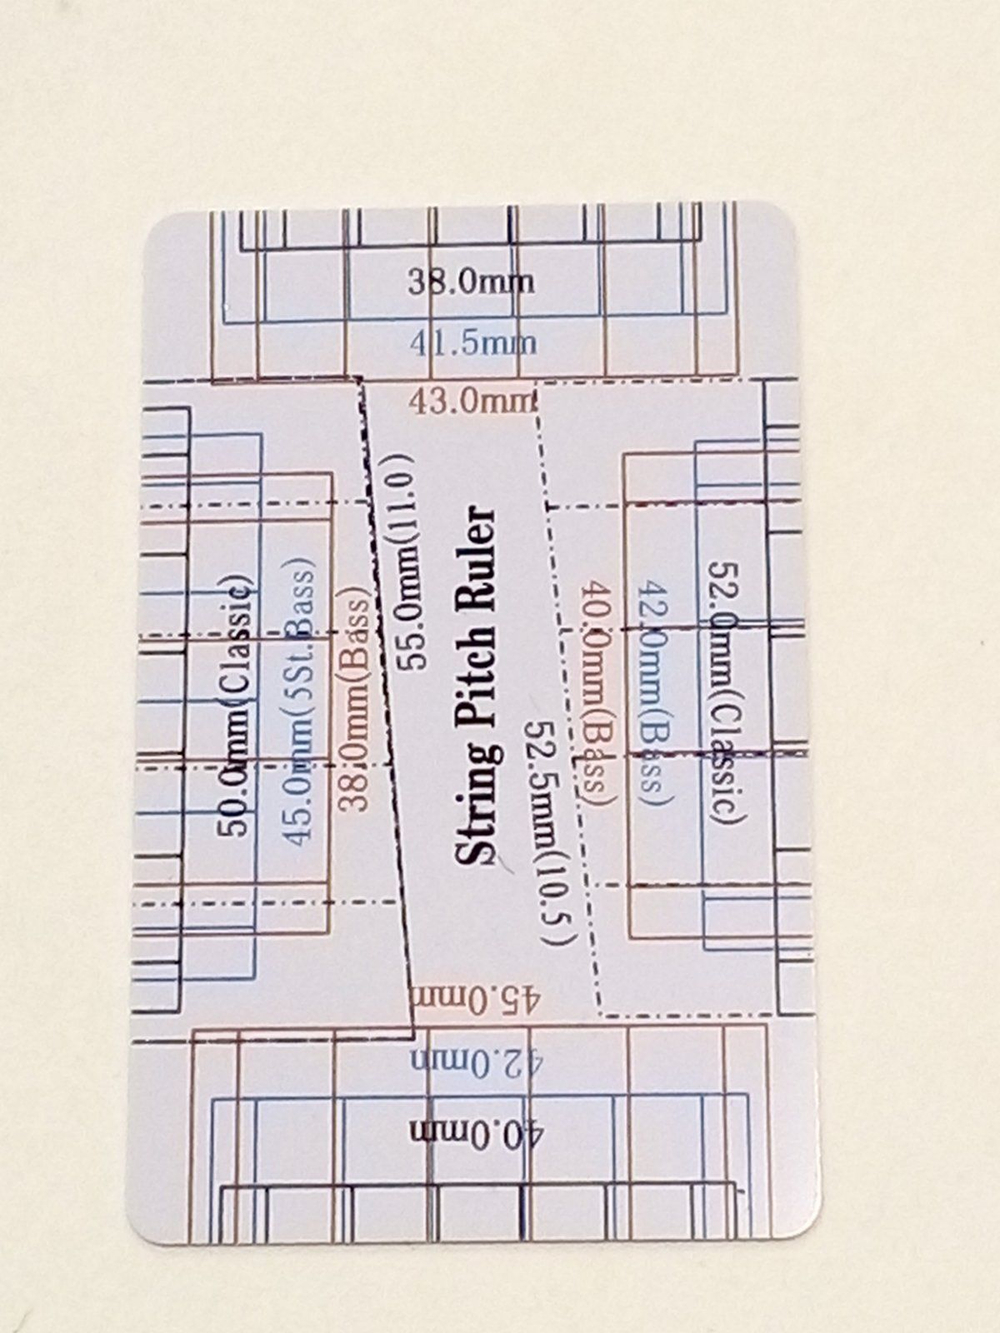 38.0mm
41.5mm
43.0mm
50.0mm(Classic)
45.0mm(5St.Bass)
38.0mm(Bass)
55.0mm(11.0)
String Pitch Ruler
52.5mm(10.5)
40.0mm(Bass)
42.0mm(Bass)
52.0mm(Classic)
45.0mm
42.0mm
40.0mm